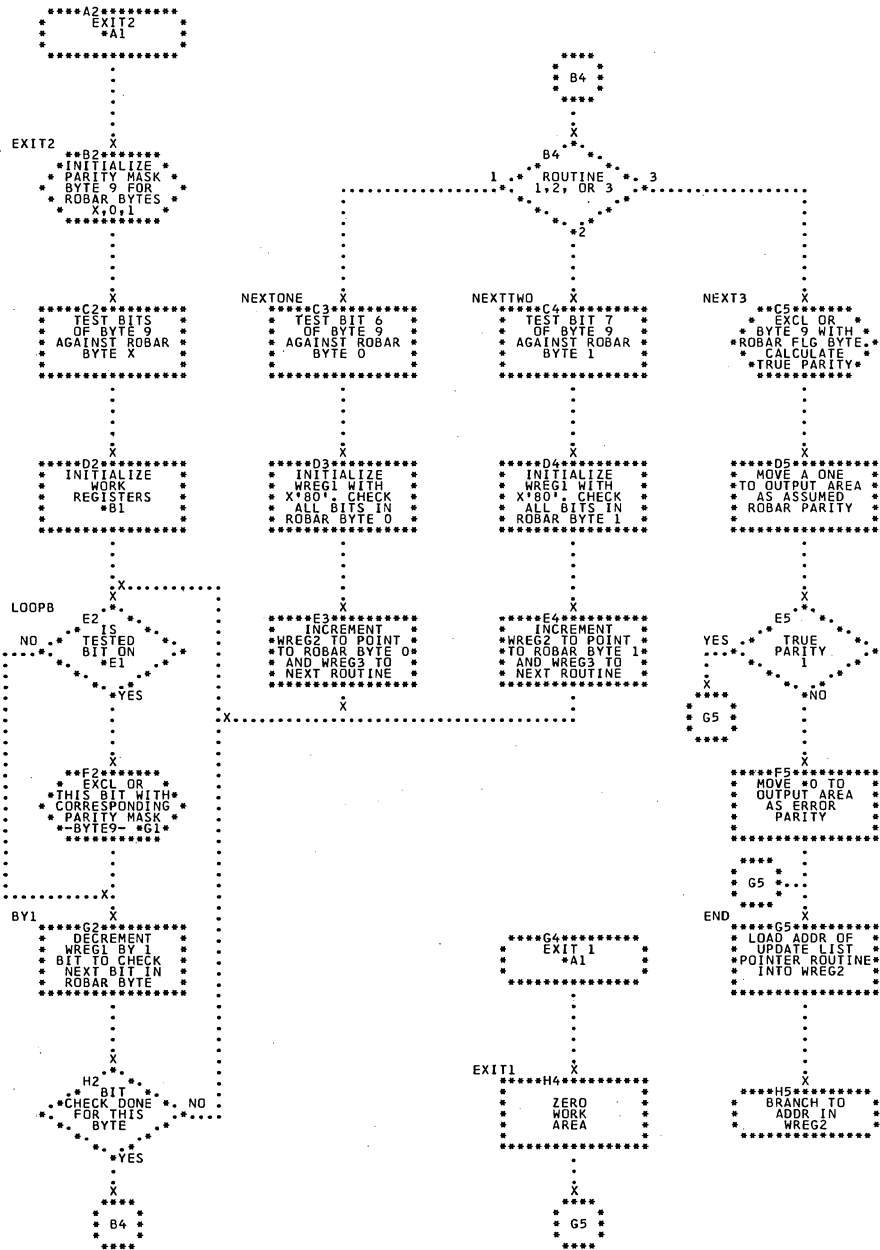 A2
EXIT2
*A1
EXIT2
B2
INITIALIZE
PARITY MASK
BYTE 9 FOR
ROBAR BYTES
X,0,1
C2
TEST BITS
OF BYTE 9
AGAINST ROBAR
BYTE X
D2
INITIALIZE
WORK
REGISTERS
*B1
LOOPB
E2
IS
TESTED
BIT ON
*E1
NO
*YES
F2
EXCL OR
THIS BIT WITH
CORRESPONDING
PARITY MASK
-BYTE9- *G1
BY1
G2
DECREMENT
WREG1 BY 1
BIT TO CHECK
NEXT BIT IN
ROBAR BYTE
H2
BIT
CHECK DONE
FOR THIS
BYTE
NO
*YES
B4
B4
B4
ROUTINE
1,2, OR 3
1
3
*2
NEXTONE
C3
TEST BIT 6
OF BYTE 9
AGAINST ROBAR
BYTE 0
D3
INITIALIZE
WREG1 WITH
X'80'. CHECK
ALL BITS IN
ROBAR BYTE 0
E3
INCREMENT
WREG2 TO POINT
TO ROBAR BYTE 0
AND WREG3 TO
NEXT ROUTINE
NEXTTWO
C4
TEST BIT 7
OF BYTE 9
AGAINST ROBAR
BYTE 1
D4
INITIALIZE
WREG1 WITH
X'80'. CHECK
ALL BITS IN
ROBAR BYTE 1
E4
INCREMENT
WREG2 TO POINT
TO ROBAR BYTE 1
AND WREG3 TO
NEXT ROUTINE
G4
EXIT 1
*A1
EXIT1
H4
ZERO
WORK
AREA
G5
NEXT3
C5
EXCL OR
BYTE 9 WITH
ROBAR FLG BYTE.
CALCULATE
TRUE PARITY
D5
MOVE A ONE
TO OUTPUT AREA
AS ASSUMED
ROBAR PARITY
E5
TRUE
PARITY
1
YES
*NO
G5
F5
MOVE *0 TO
OUTPUT AREA
AS ERROR
PARITY
G5
END
G5
LOAD ADDR OF
UPDATE LIST
POINTER ROUTINE
INTO WREG2
H5
BRANCH TO
ADDR IN
WREG2